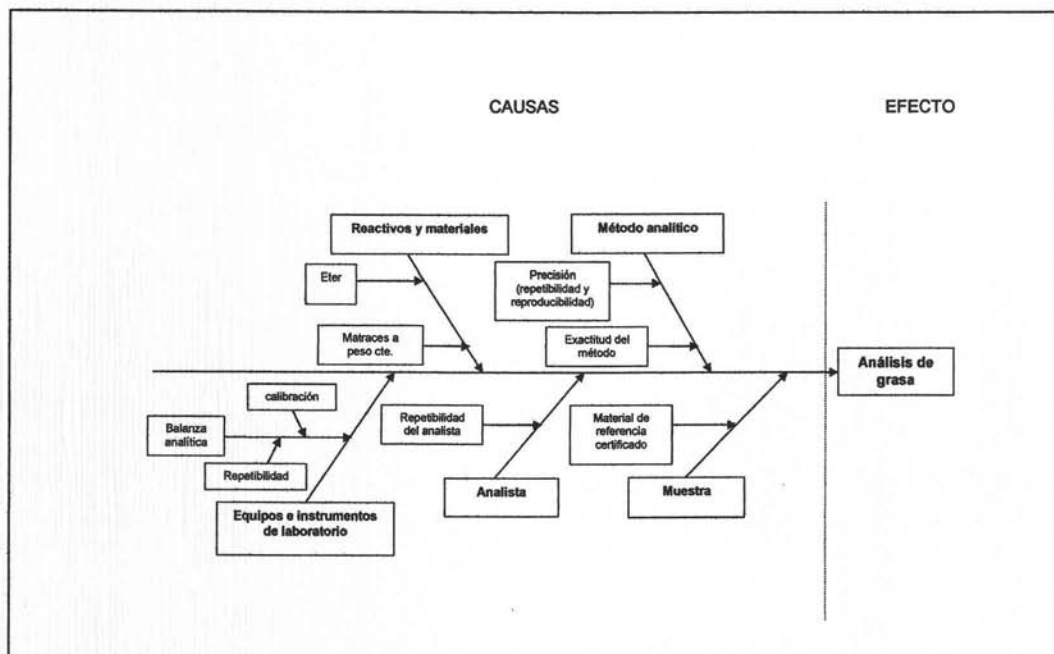 CAUSAS
EFECTO
Reactivos y materiales
Método analítico
Eter
Precisión
(repetibilidad y
reproducibilidad)
Matraces a
peso cte.
Exactitud del
método
Análisis de
grasa
calibración
Balanza
analítica
Repetibilidad
Repetibilidad
del analista
Material de
referencia
certificado
Equipos e instrumentos
de laboratorio
Analista
Muestra